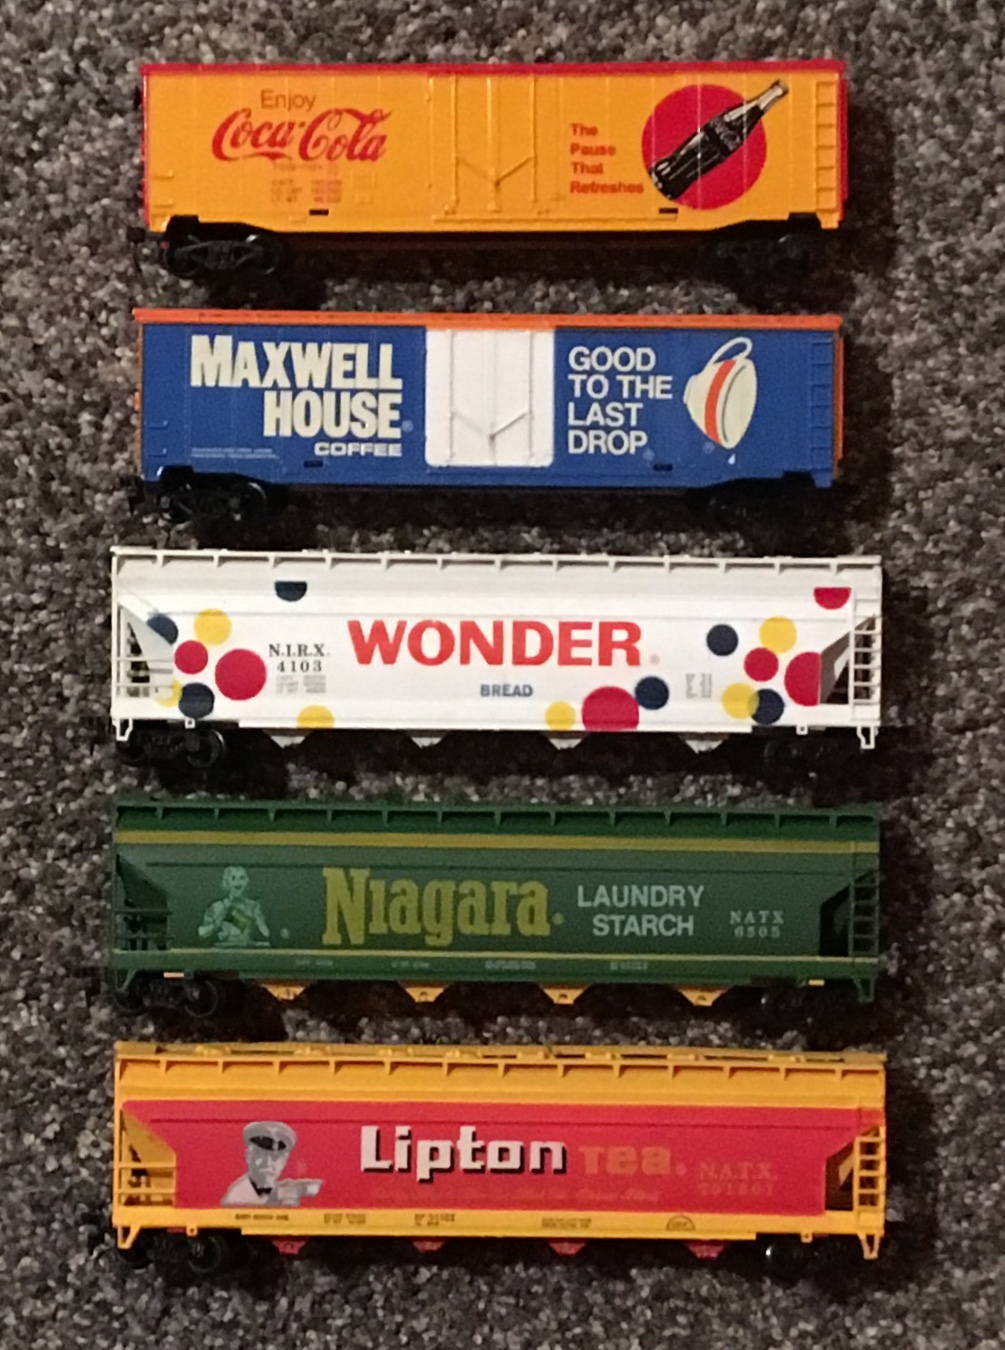 Enjoy
Coca-Cola
The
Pause
That
Refreshes
MAXWELL
HOUSE®
COFFEE
GOOD
TO THE
LAST
DROP®
N.I.R.X.
4103
WONDER®
BREAD
Niagara®
LAUNDRY
STARCH
NATX
6505
Lipton Tea®
N.A.T.X.